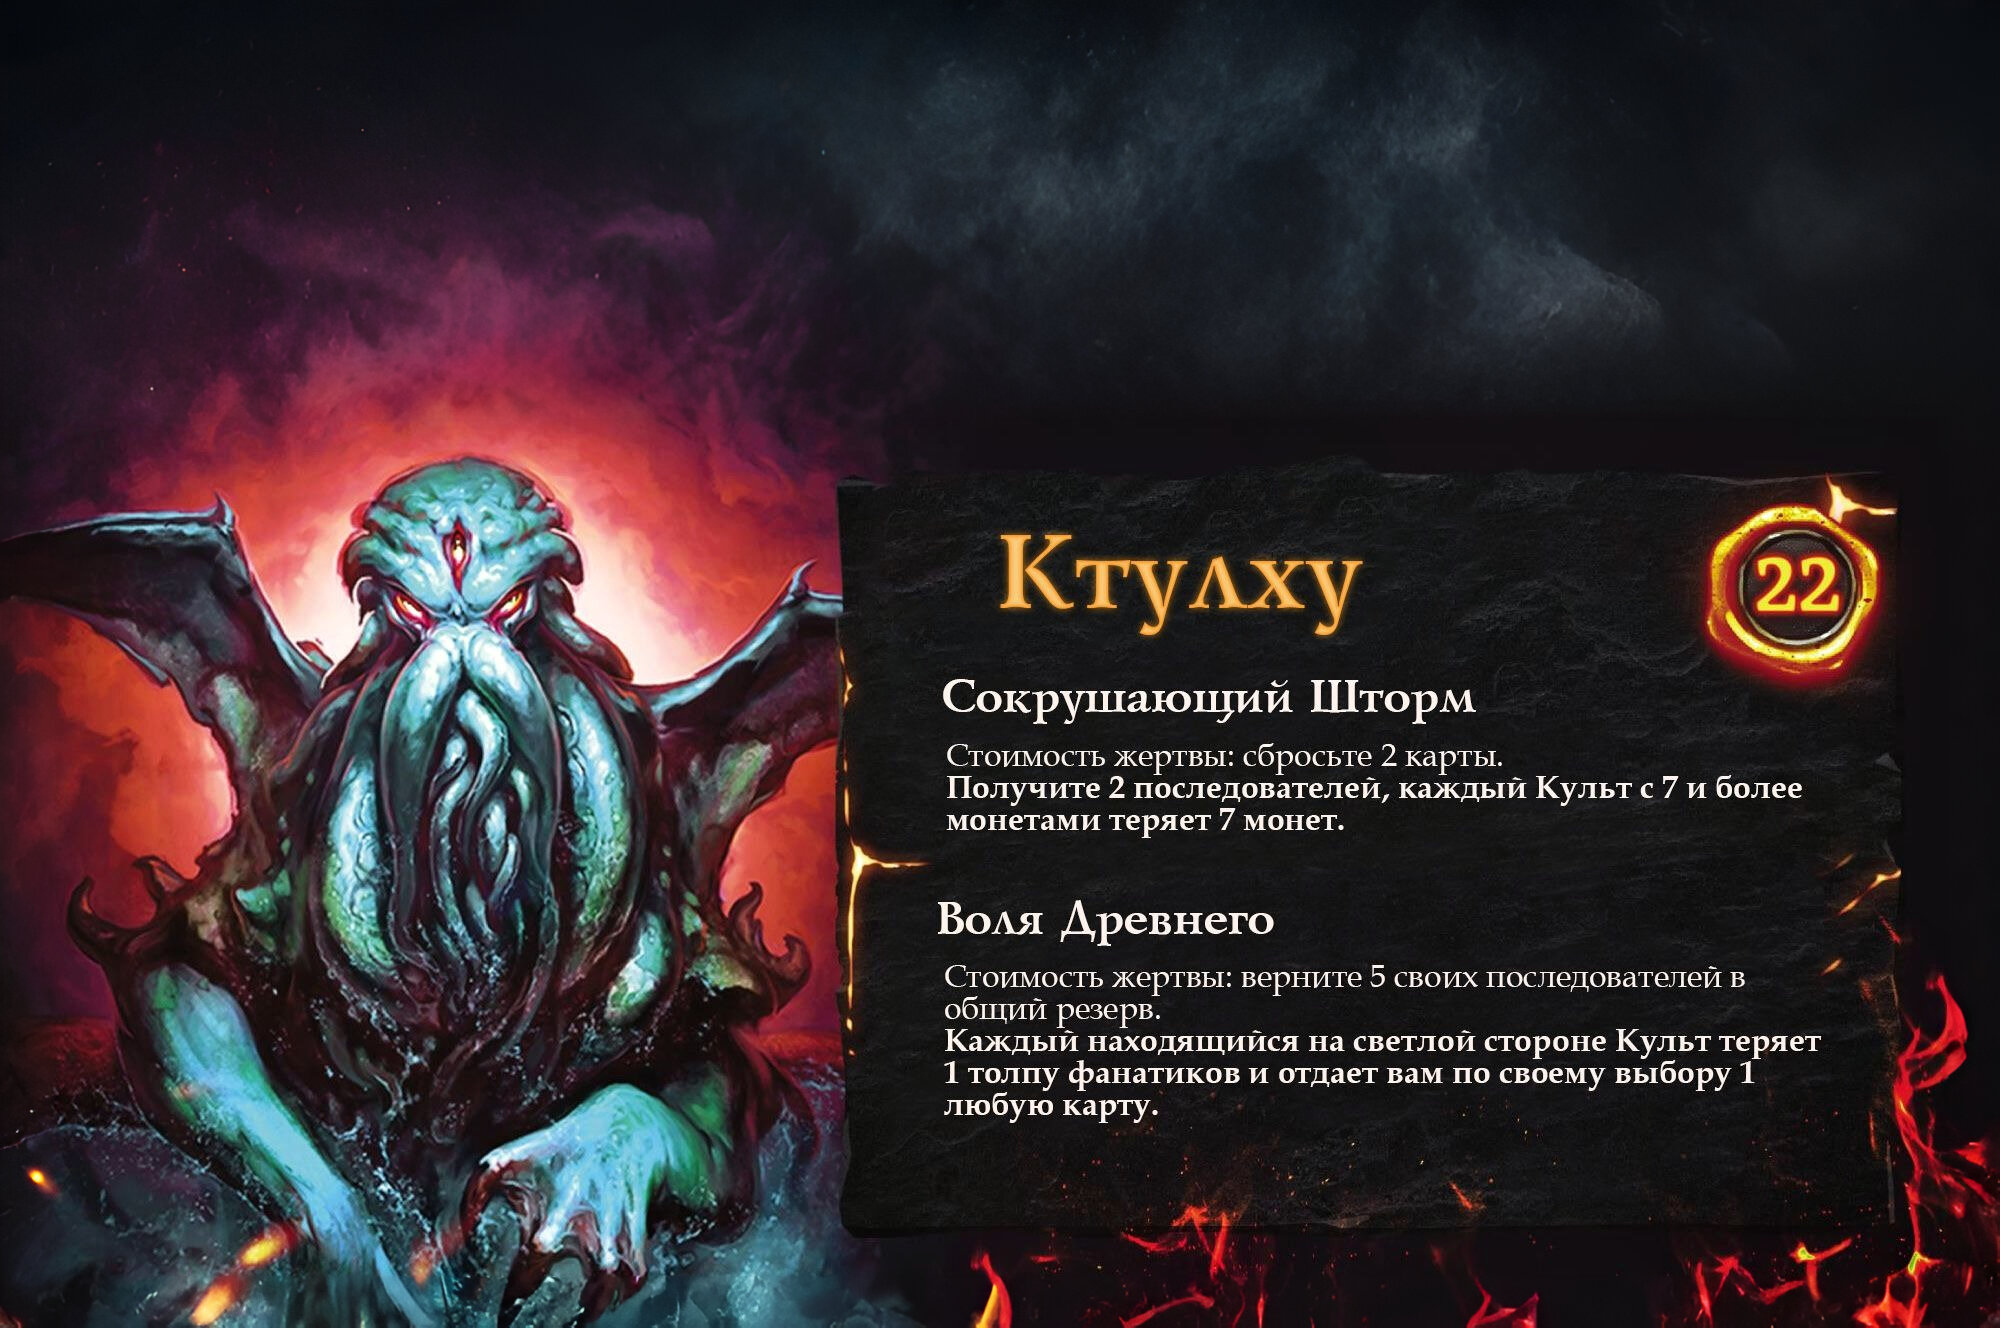 Ктулху
22
Сокрушающий Шторм
Стоимость жертвы: сбросьте 2 карты.
Получите 2 последователей, каждый Культ с 7 и более
монетами теряет 7 монет.
Воля Древнего
Стоимость жертвы: верните 5 своих последователей в
общий резерв.
Каждый находящийся на светлой стороне Культ теряет
1 толпу фанатиков и отдает вам по своему выбору 1
любую карту.